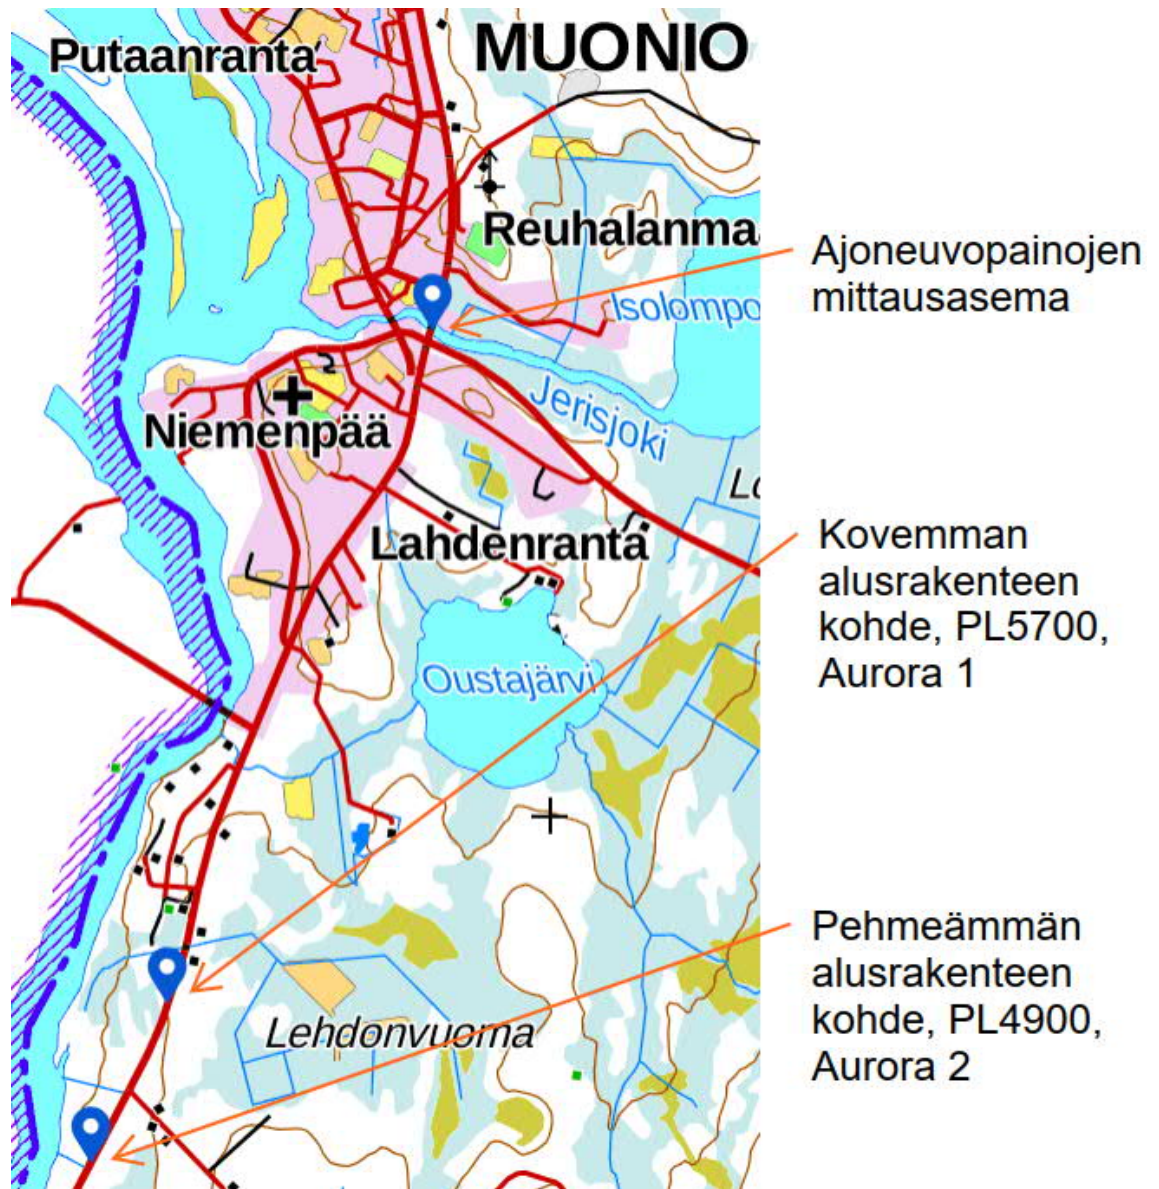 Putaanranta
MUONIO
Reuhalanma
Isolompo
Jerisjoki
Niemenpää
Lahdenranta
Oustajärvi
Lehdonvuoma
Ajoneuvopainojen
mittausasema
Kovemman
alusrakenteen
kohde, PL5700,
Aurora 1
Pehmeämmän
alusrakenteen
kohde, PL4900,
Aurora 2